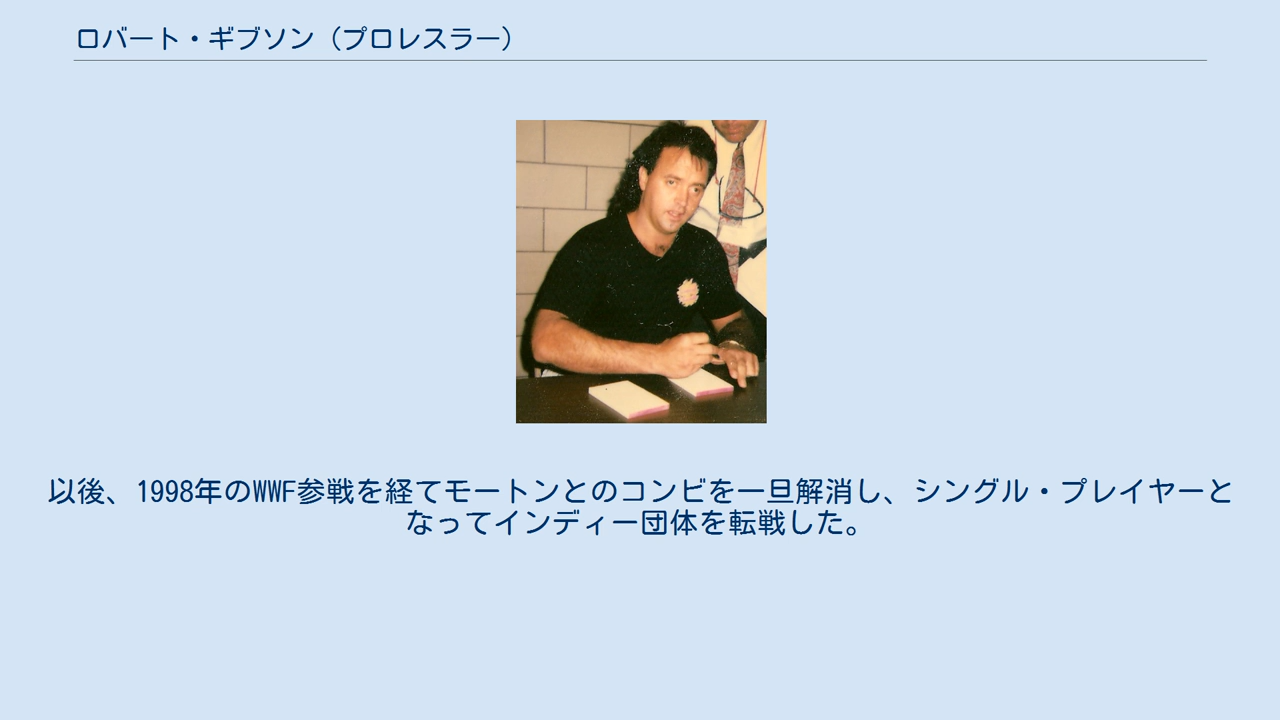 ロバート・ギブソン（プロレスラー）
以後、1998年のWWF参戦を経てモートンとのコンビを一旦解消し、シングル・プレイヤーと
なってインディー団体を転戦した。